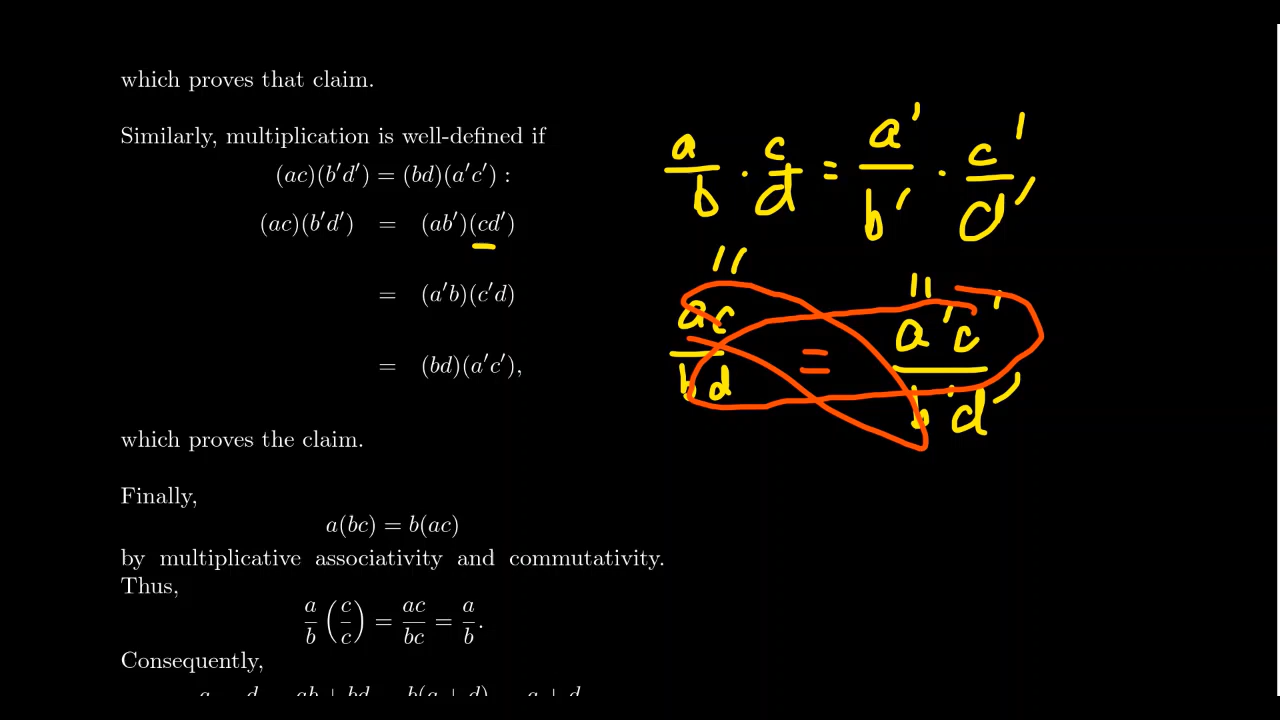 which proves that claim.
Similarly, multiplication is well-defined if
(ac)(b′d′) = (bd)(a′c′) :
(ac)(b′d′) = (ab′)(cd′)
= (a′b)(c′d)
= (bd)(a′c′),
which proves the claim.
Finally,
a(bc) = b(ac)
by multiplicative associativity and commutativity.
Thus,
a/b (c/c) = ac/bc = a/b.
Consequently,
a/b · c/d = a′/b′ · c′/d′
|| ||
ac/bd = a′c′/b′d′